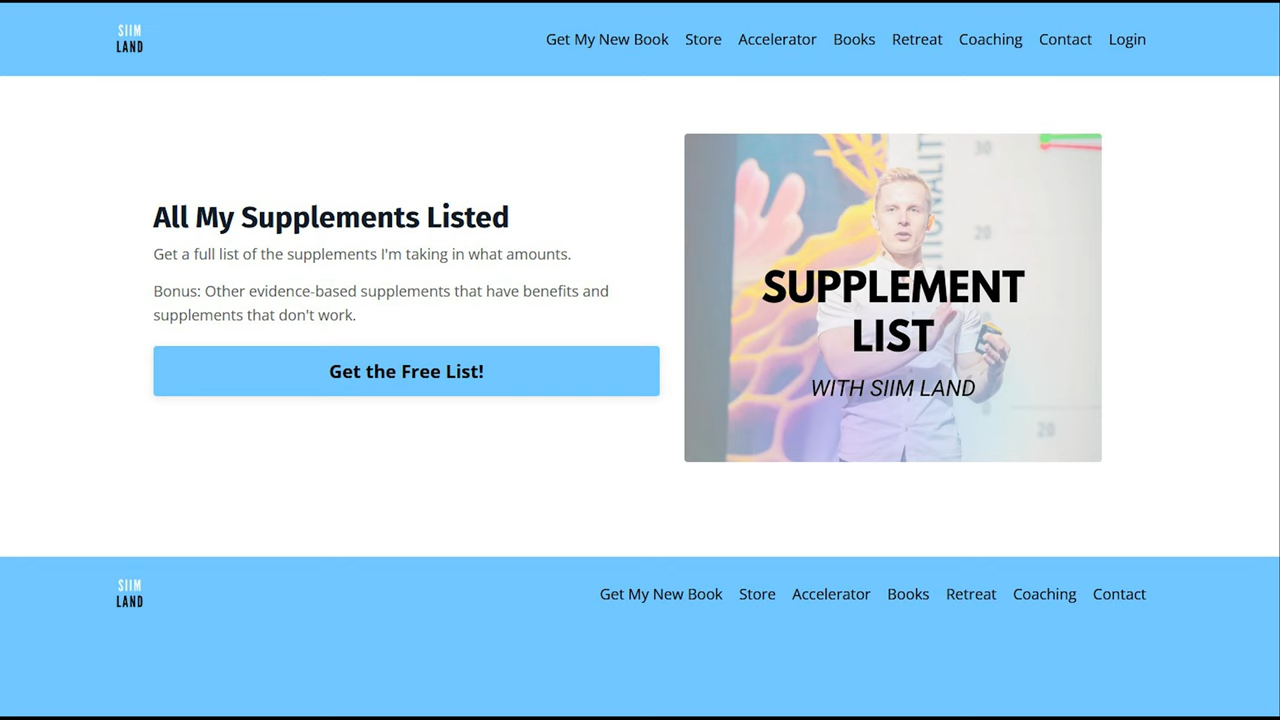 SIIM
LAND
Get My New Book Store Accelerator Books Retreat Coaching Contact Login
All My Supplements Listed
Get a full list of the supplements I'm taking in what amounts.
Bonus: Other evidence-based supplements that have benefits and
supplements that don't work.
Get the Free List!
30
20
SUPPLEMENT
LIST
WITH SIIM LAND
20
SIIM
LAND
Get My New Book Store Accelerator Books Retreat Coaching Contact